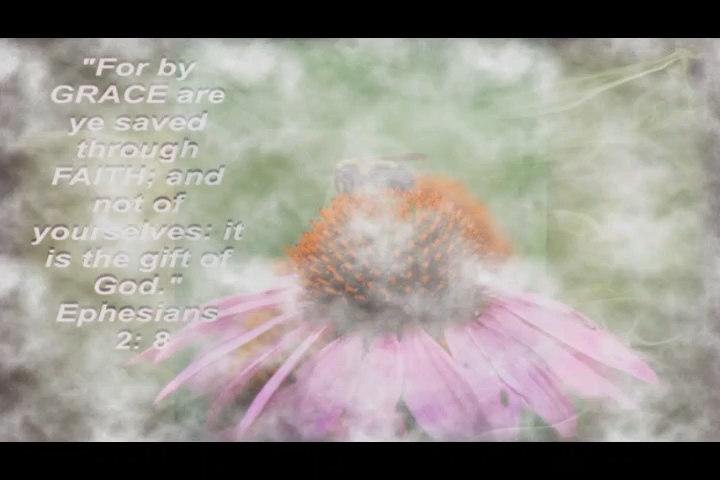 "For by
GRACE are
ye saved
through
FAITH; and
not of
yourselves: it
is the gift of
God."
Ephesians
2: 8